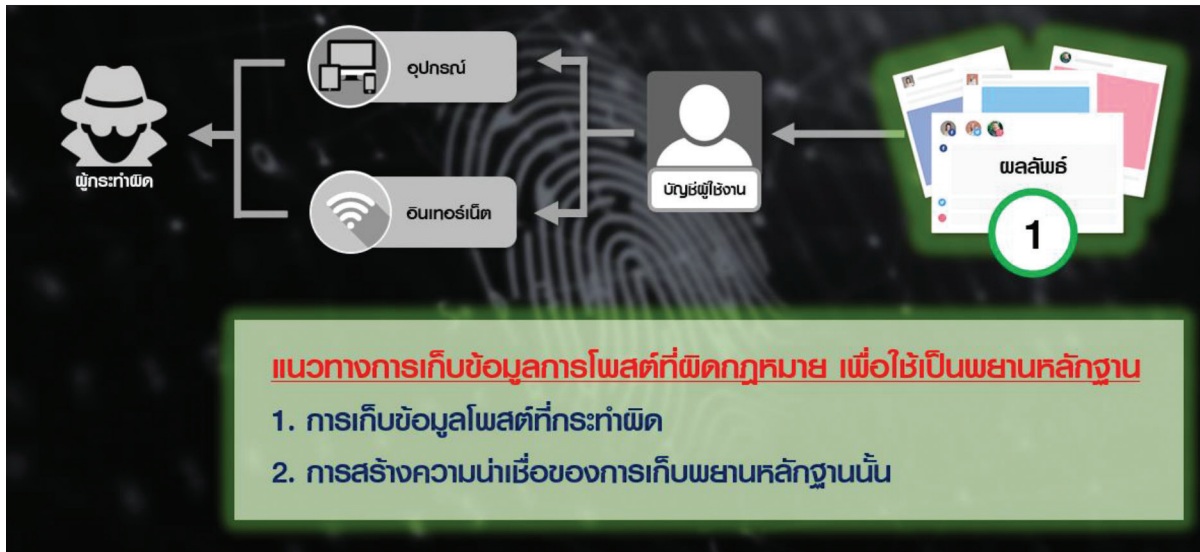 อุปกรณ์
ผู้กระทำผิด
อินเทอร์เน็ต
บัญชีผู้ใช้งาน
ผลลัพธ์
1
แนวทางการเก็บข้อมูลการโพสต์ที่ผิดกฎหมาย เพื่อใช้เป็นพยานหลักฐาน
1. การเก็บข้อมูลโพสต์ที่กระทำผิด
2. การสร้างความน่าเชื่อของการเก็บพยานหลักฐานนั้น